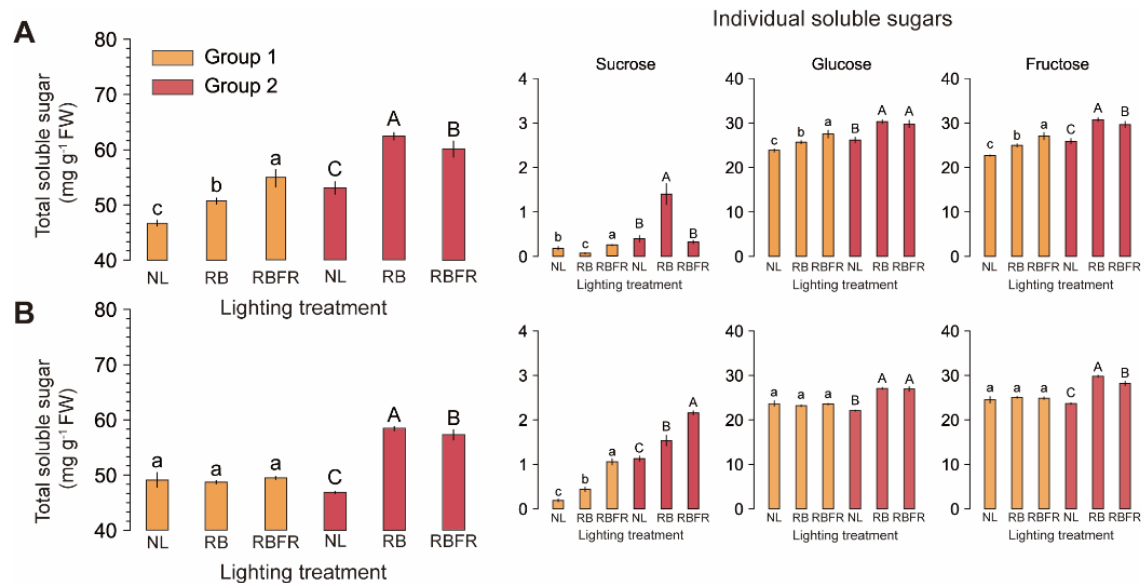 Individual soluble sugars
A
Total soluble sugar
(mg g⁻¹ FW)
80
70
60
50
40
Group 1
Group 2
c
b
a
C
A
B
NL
RB
RBFR
NL
RB
RBFR
Lighting treatment
Sucrose
4
3
2
1
0
b
c
a
B
A
B
NL
RB
RBFR
NL
RB
RBFR
Lighting treatment
Glucose
40
30
20
10
0
c
b
a
B
A
A
NL
RB
RBFR
NL
RB
RBFR
Lighting treatment
Fructose
40
30
20
10
0
c
b
a
C
A
B
NL
RB
RBFR
NL
RB
RBFR
Lighting treatment
B
Total soluble sugar
(mg g⁻¹ FW)
80
70
60
50
40
a
a
a
C
A
B
NL
RB
RBFR
NL
RB
RBFR
Lighting treatment
4
3
2
1
0
c
b
a
C
B
A
NL
RB
RBFR
NL
RB
RBFR
Lighting treatment
40
30
20
10
0
a
a
a
B
A
A
NL
RB
RBFR
NL
RB
RBFR
Lighting treatment
40
30
20
10
0
a
a
a
C
A
B
NL
RB
RBFR
NL
RB
RBFR
Lighting treatment